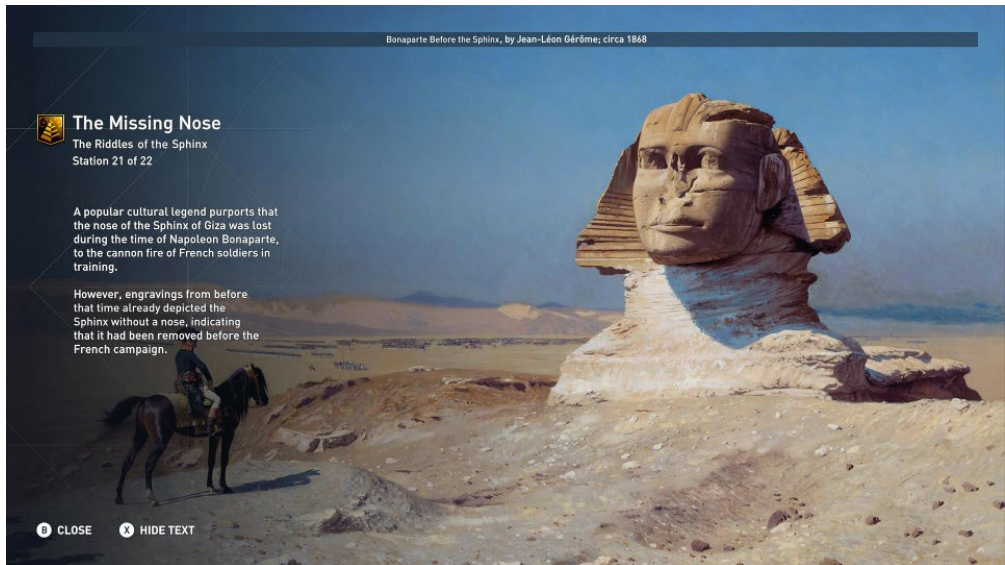 Bonaparte Before the Sphinx, by Jean-Léon Gérôme; circa 1868
The Missing Nose
The Riddles of the Sphinx
Station 21 of 22
A popular cultural legend purports that
the nose of the Sphinx of Giza was lost
during the time of Napoleon Bonaparte,
to the cannon fire of French soldiers in
training.
However, engravings from before
that time already depicted the
Sphinx without a nose, indicating
that it had been removed before the
French campaign.
B CLOSE X HIDE TEXT